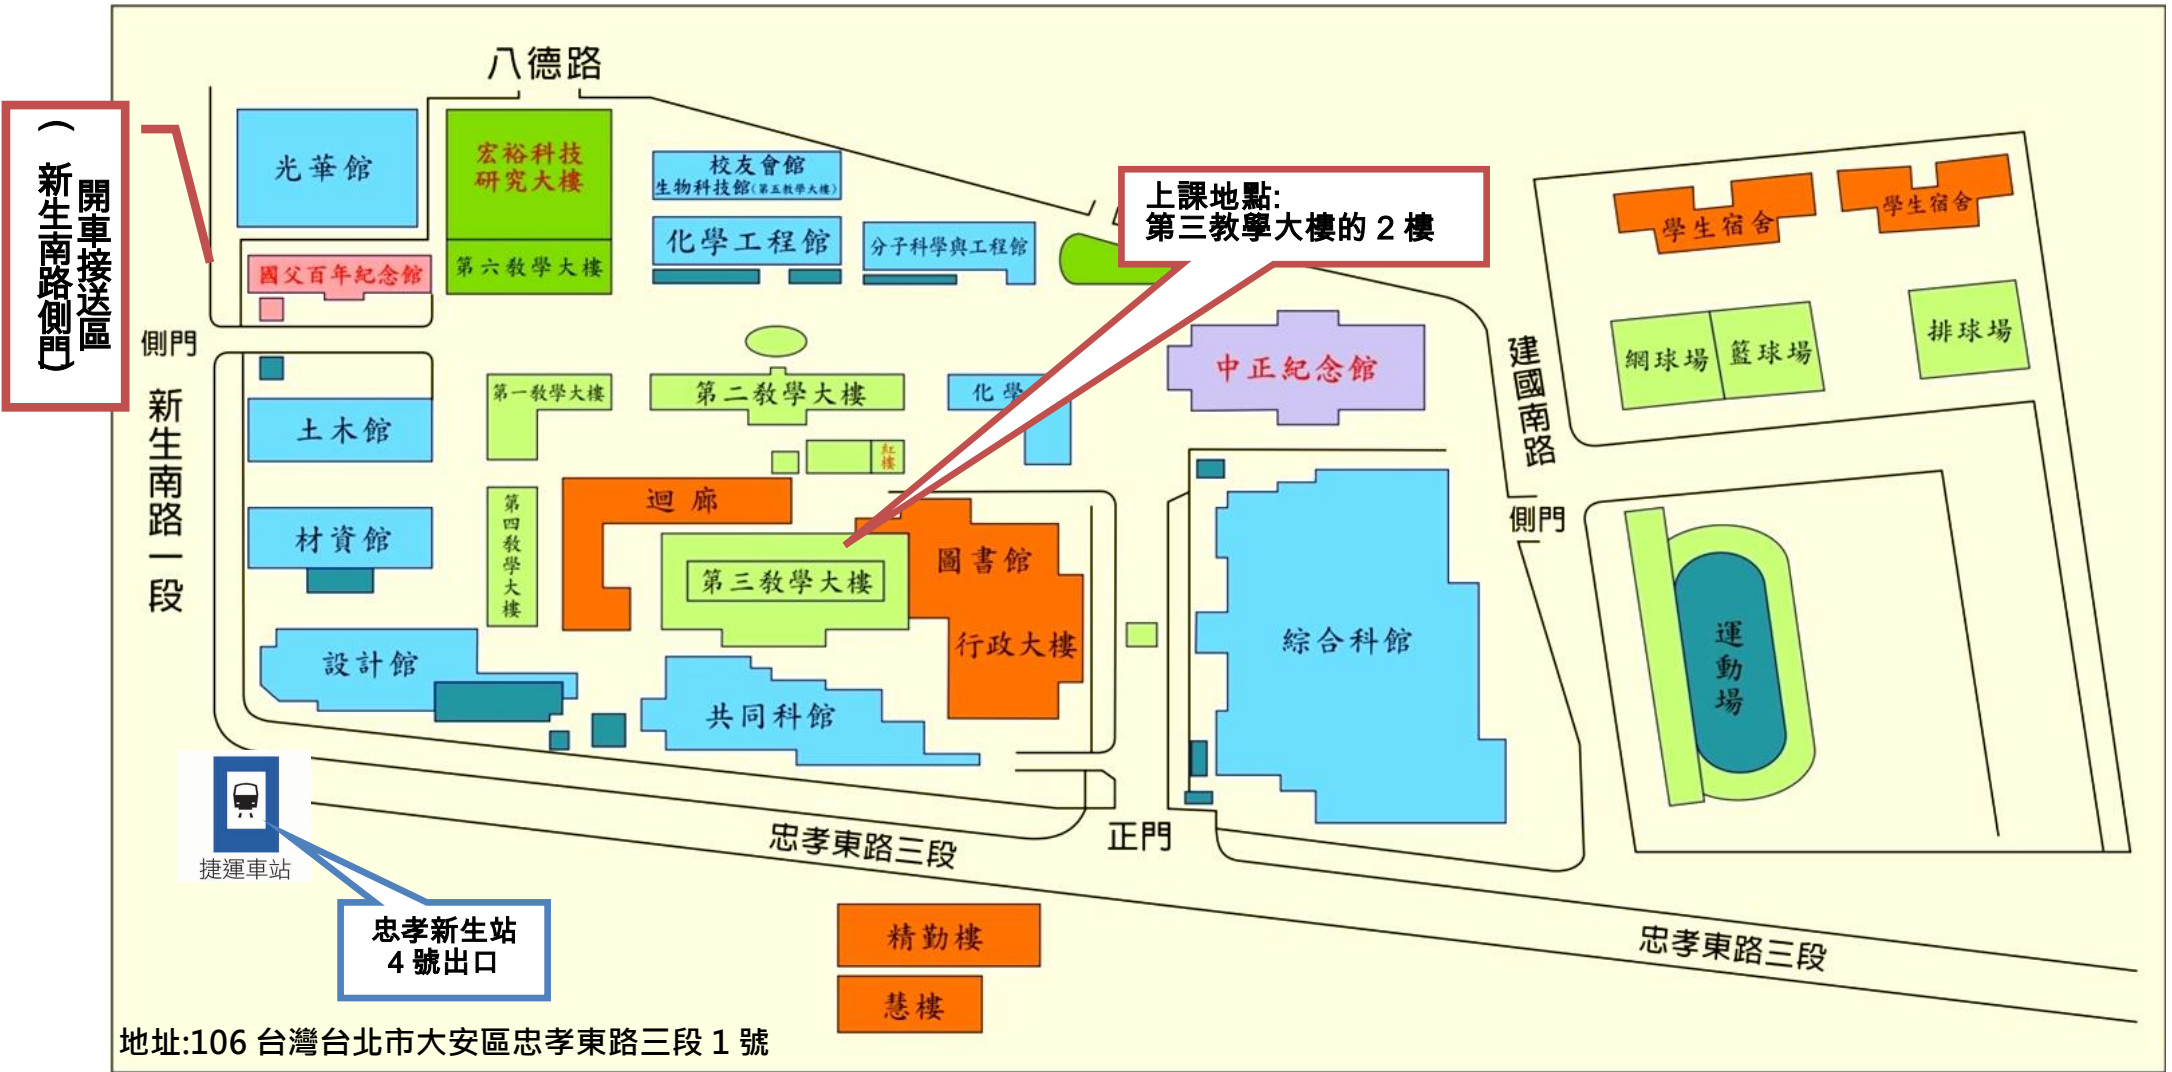 八德路
開車接送區
(新生南路側門)
光華館
宏裕科技
研究大樓
校友會館
生物科技館(第五教學大樓)
上課地點:
第三教學大樓的 2 樓
學生宿舍
學生宿舍
國父百年紀念館
第六教學大樓
化學工程館
分子科學與工程館
側門
新生南路一段
第一教學大樓
第二教學大樓
化學
中正紀念館
建國南路
網球場
籃球場
排球場
土木館
紅樓
迴廊
材資館
第四教學大樓
第三教學大樓
圖書館
側門
行政大樓
綜合科館
運動場
設計館
共同科館
捷運車站
忠孝東路三段
正門
忠孝新生站
4 號出口
精勤樓
慧樓
忠孝東路三段
地址:106 台灣台北市大安區忠孝東路三段 1 號